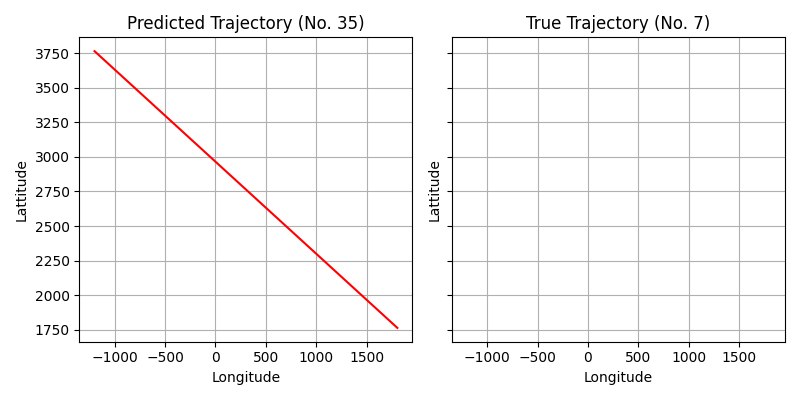 Predicted Trajectory (No. 35)
True Trajectory (No. 7)
Lattitude
3750
3500
3250
3000
2750
2500
2250
2000
1750
−1000 −500 0 500 1000 1500
Longitude
Lattitude
−1000 −500 0 500 1000 1500
Longitude